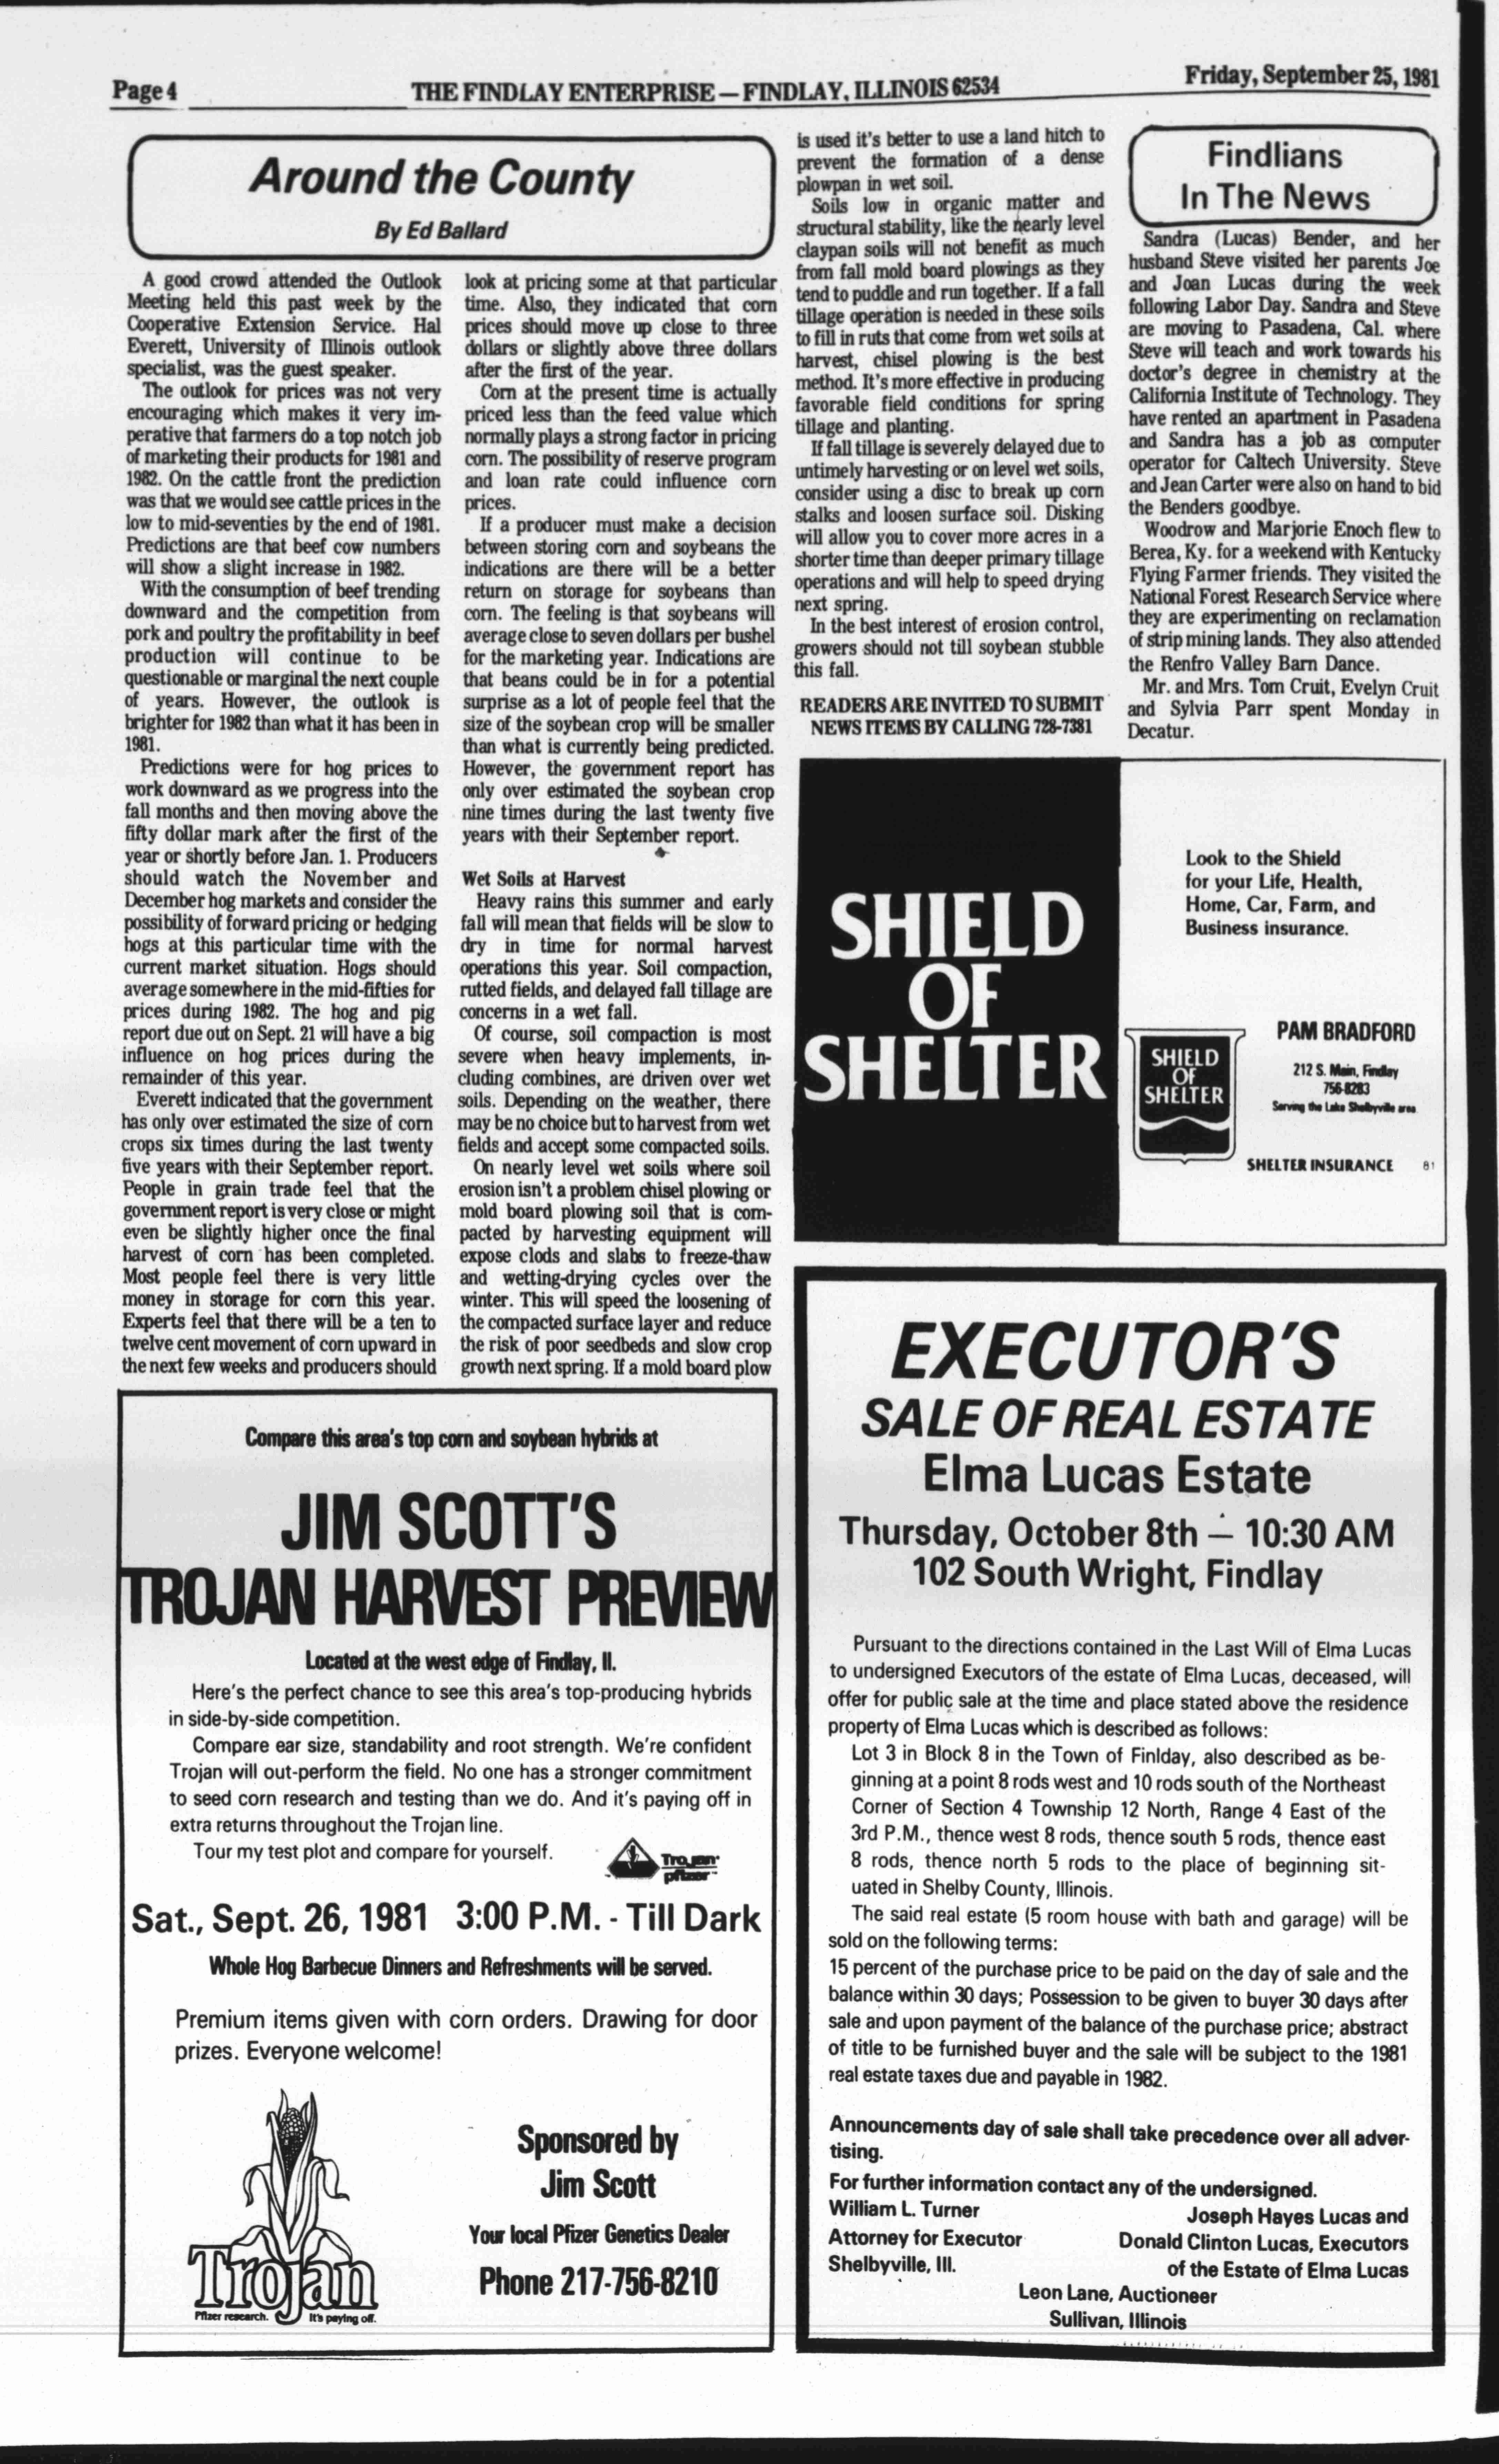 Page 4
THE FINDLAY ENTERPRISE — FINDLAY, ILLINOIS 62534
Friday, September 25, 1981
Around the County
By Ed Ballard
A good crowd attended the Outlook
Meeting held this past week by the
Cooperative Extension Service. Hal
Everett, University of Illinois outlook
specialist, was the guest speaker.
The outlook for prices was not very
encouraging which makes it very im-
perative that farmers do a top notch job
of marketing their products for 1981 and
1982. On the cattle front the prediction
was that we would see cattle prices in the
low to mid-seventies by the end of 1981.
Predictions are that beef cow numbers
will show a slight increase in 1982.
With the consumption of beef trending
downward and the competition from
pork and poultry the profitability in beef
production will continue to be
questionable or marginal the next couple
of years. However, the outlook is
brighter for 1982 than what it has been in
1981.
Predictions were for hog prices to
work downward as we progress into the
fall months and then moving above the
fifty dollar mark after the first of the
year or shortly before Jan. 1. Producers
should watch the November and
December hog markets and consider the
possibility of forward pricing or hedging
hogs at this particular time with the
current market situation. Hogs should
average somewhere in the mid-fifties for
prices during 1982. The hog and pig
report due out on Sept. 21 will have a big
influence on hog prices during the
remainder of this year.
Everett indicated that the government
has only over estimated the size of corn
crops six times during the last twenty
five years with their September report.
People in grain trade feel that the
government report is very close or might
even be slightly higher once the final
harvest of corn has been completed.
Most people feel there is very little
money in storage for corn this year.
Experts feel that there will be a ten to
twelve cent movement of corn upward in
the next few weeks and producers should
look at pricing some at that particular
time. Also, they indicated that corn
prices should move up close to three
dollars or slightly above three dollars
after the first of the year.
Corn at the present time is actually
priced less than the feed value which
normally plays a strong factor in pricing
corn. The possibility of reserve program
and loan rate could influence corn
prices.
If a producer must make a decision
between storing corn and soybeans the
indications are there will be a better
return on storage for soybeans than
corn. The feeling is that soybeans will
average close to seven dollars per bushel
for the marketing year. Indications are
that beans could be in for a potential
surprise as a lot of people feel that the
size of the soybean crop will be smaller
than what is currently being predicted.
However, the government report has
only over estimated the soybean crop
nine times during the last twenty five
years with their September report.
Wet Soils at Harvest
Heavy rains this summer and early
fall will mean that fields will be slow to
dry in time for normal harvest
operations this year. Soil compaction,
rutted fields, and delayed fall tillage are
concerns in a wet fall.
Of course, soil compaction is most
severe when heavy implements, in-
cluding combines, are driven over wet
soils. Depending on the weather, there
may be no choice but to harvest from wet
fields and accept some compacted soils.
On nearly level wet soils where soil
erosion isn't a problem chisel plowing or
mold board plowing soil that is com-
pacted by harvesting equipment will
expose clods and slabs to freeze-thaw
and wetting-drying cycles over the
winter. This will speed the loosening of
the compacted surface layer and reduce
the risk of poor seedbeds and slow crop
growth next spring. If a mold board plow
is used it's better to use a land hitch to
prevent the formation of a dense
plowpan in wet soil.
Soils low in organic matter and
structural stability, like the nearly level
claypan soils will not benefit as much
from fall mold board plowings as they
tend to puddle and run together. If a fall
tillage operation is needed in these soils
to fill in ruts that come from wet soils at
harvest, chisel plowing is the best
method. It's more effective in producing
favorable field conditions for spring
tillage and planting.
If fall tillage is severely delayed due to
untimely harvesting or on level wet soils,
consider using a disc to break up corn
stalks and loosen surface soil. Disking
will allow you to cover more acres in a
shorter time than deeper primary tillage
operations and will help to speed drying
next spring.
In the best interest of erosion control,
growers should not till soybean stubble
this fall.
READERS ARE INVITED TO SUBMIT
NEWS ITEMS BY CALLING 728-7381
Findlians
In The News
Sandra (Lucas) Bender, and her
husband Steve visited her parents Joe
and Joan Lucas during the week
following Labor Day. Sandra and Steve
are moving to Pasadena, Cal. where
Steve will teach and work towards his
doctor's degree in chemistry at the
California Institute of Technology. They
have rented an apartment in Pasadena
and Sandra has a job as computer
operator for Caltech University. Steve
and Jean Carter were also on hand to bid
the Benders goodbye.
Woodrow and Marjorie Enoch flew to
Berea, Ky. for a weekend with Kentucky
Flying Farmer friends. They visited the
National Forest Research Service where
they are experimenting on reclamation
of strip mining lands. They also attended
the Renfro Valley Barn Dance.
Mr. and Mrs. Tom Cruit, Evelyn Cruit
and Sylvia Parr spent Monday in
Decatur.
SHIELD
OF
SHELTER
Look to the Shield
for your Life, Health,
Home, Car, Farm, and
Business insurance.
SHIELD
OF
SHELTER
PAM BRADFORD
212 S. Main, Findlay
756-8283
Serving the Lake Shelbyville area
SHELTER INSURANCE 81
Compare this area's top corn and soybean hybrids at
JIM SCOTT'S
TROJAN HARVEST PREVIEW
Located at the west edge of Findlay, Il.
Here's the perfect chance to see this area's top-producing hybrids
in side-by-side competition.
Compare ear size, standability and root strength. We're confident
Trojan will out-perform the field. No one has a stronger commitment
to seed corn research and testing than we do. And it's paying off in
extra returns throughout the Trojan line.
Tour my test plot and compare for yourself.
Trojan
pfizer
Sat., Sept. 26, 1981 3:00 P.M. - Till Dark
Whole Hog Barbecue Dinners and Refreshments will be served.
Premium items given with corn orders. Drawing for door
prizes. Everyone welcome!
Sponsored by
Jim Scott
Your local Pfizer Genetics Dealer
Phone 217-756-8210
Trojan
Pfizer research. It's paying off.
EXECUTOR'S
SALE OF REAL ESTATE
Elma Lucas Estate
Thursday, October 8th — 10:30 AM
102 South Wright, Findlay
Pursuant to the directions contained in the Last Will of Elma Lucas
to undersigned Executors of the estate of Elma Lucas, deceased, will
offer for public sale at the time and place stated above the residence
property of Elma Lucas which is described as follows:
Lot 3 in Block 8 in the Town of Finlday, also described as be-
ginning at a point 8 rods west and 10 rods south of the Northeast
Corner of Section 4 Township 12 North, Range 4 East of the
3rd P.M., thence west 8 rods, thence south 5 rods, thence east
8 rods, thence north 5 rods to the place of beginning sit-
uated in Shelby County, Illinois.
The said real estate (5 room house with bath and garage) will be
sold on the following terms:
15 percent of the purchase price to be paid on the day of sale and the
balance within 30 days; Possession to be given to buyer 30 days after
sale and upon payment of the balance of the purchase price; abstract
of title to be furnished buyer and the sale will be subject to the 1981
real estate taxes due and payable in 1982.
Announcements day of sale shall take precedence over all adver-
tising.
For further information contact any of the undersigned.
William L. Turner
Attorney for Executor
Shelbyville, Ill.
Joseph Hayes Lucas and
Donald Clinton Lucas, Executors
of the Estate of Elma Lucas
Leon Lane, Auctioneer
Sullivan, Illinois